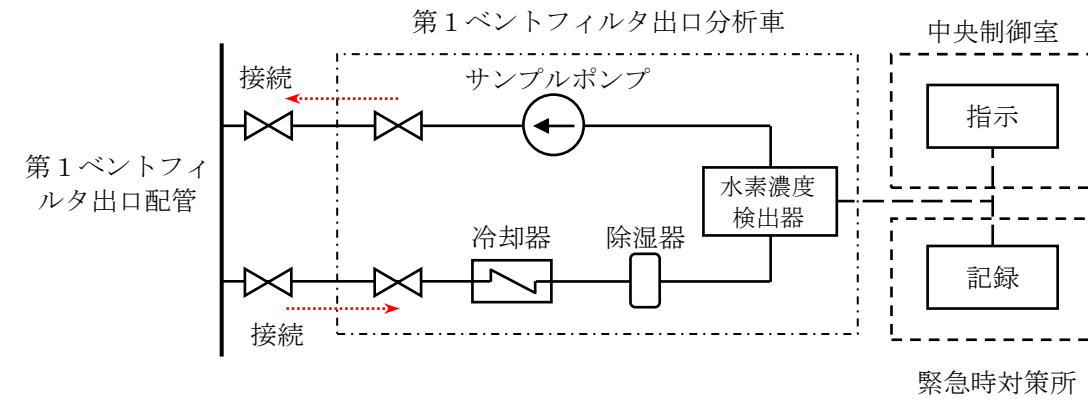 第１ベントフィルタ出口分析車
中央制御室
接続
サンプルポンプ
指示
第１ベントフィ
ルタ出口配管
水素濃度
検出器
冷却器
除湿器
記録
接続
緊急時対策所